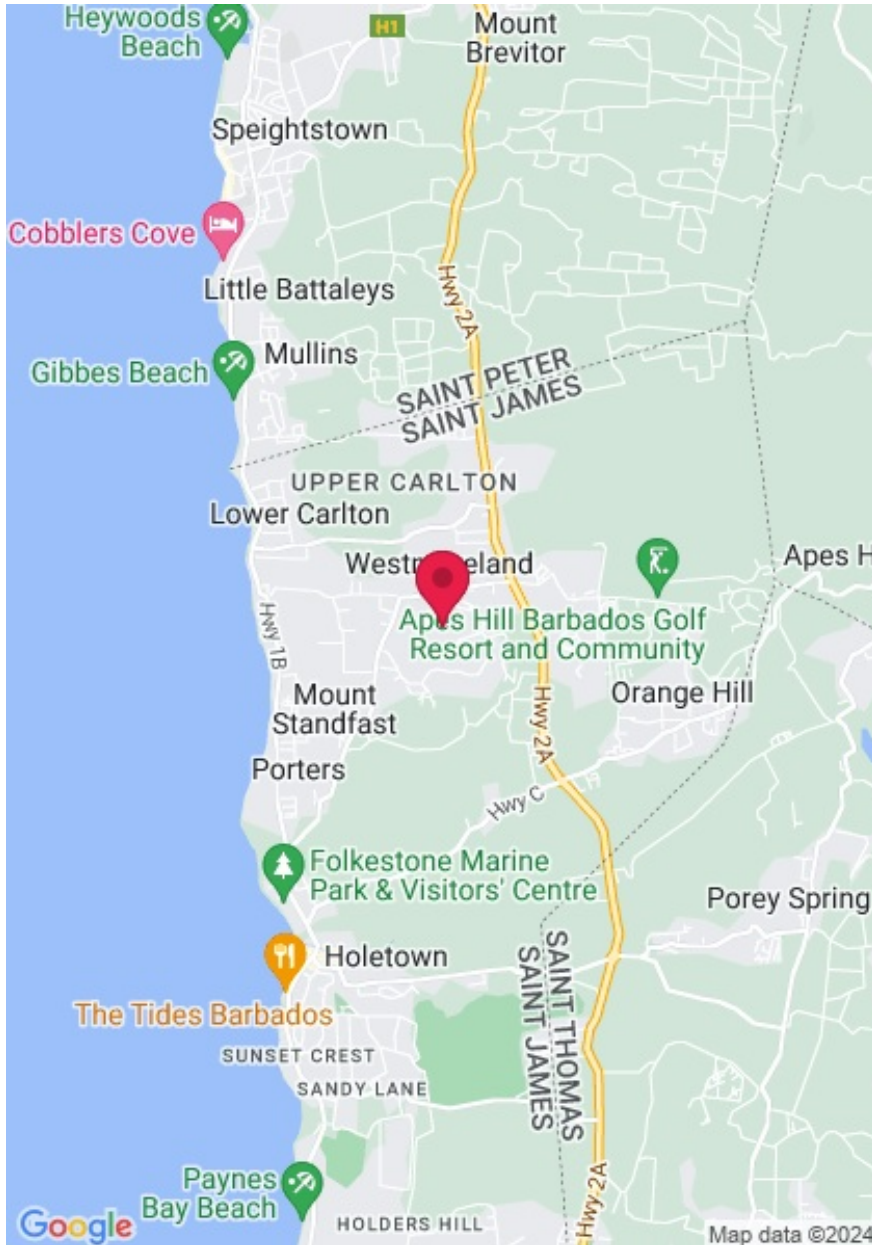 Heywoods
Beach
H1
Mount
Brevitor
Speightstown
Cobblers Cove
Little Battaleys
Hwy 2A
Mullins
Gibbes Beach
SAINT PETER
SAINT JAMES
UPPER CARLTON
Lower Carlton
Apes H
Hwy 1B
Apes Hill Barbados Golf
Resort and Community
Orange Hill
Mount
Standfast
Hwy 2A
Porters
Hwy C
Folkestone Marine
Park & Visitors' Centre
Porey Spring
Holetown
SAINT THOMAS
SAINT JAMES
The Tides Barbados
SUNSET CREST
SANDY LANE
Paynes
Bay Beach
Hwy 2A
HOLDERS HILL
Google
Map data ©2024